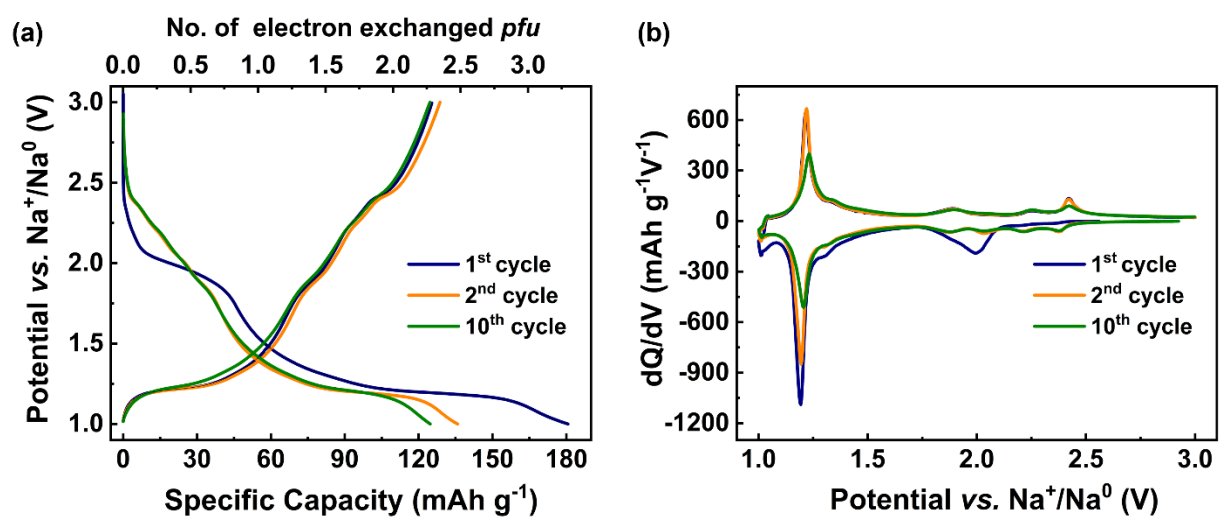 (a)
No. of electron exchanged pfu
0.0 0.5 1.0 1.5 2.0 2.5 3.0
Potential vs. Na⁺/Na⁰ (V)
3.0
2.5
2.0
1.5
1.0
1st cycle
2nd cycle
10th cycle
0 30 60 90 120 150 180
Specific Capacity (mAh g⁻¹)
(b)
dQ/dV (mAh g⁻¹V⁻¹)
600
300
0
-300
-600
-900
-1200
1st cycle
2nd cycle
10th cycle
1.0 1.5 2.0 2.5 3.0
Potential vs. Na⁺/Na⁰ (V)